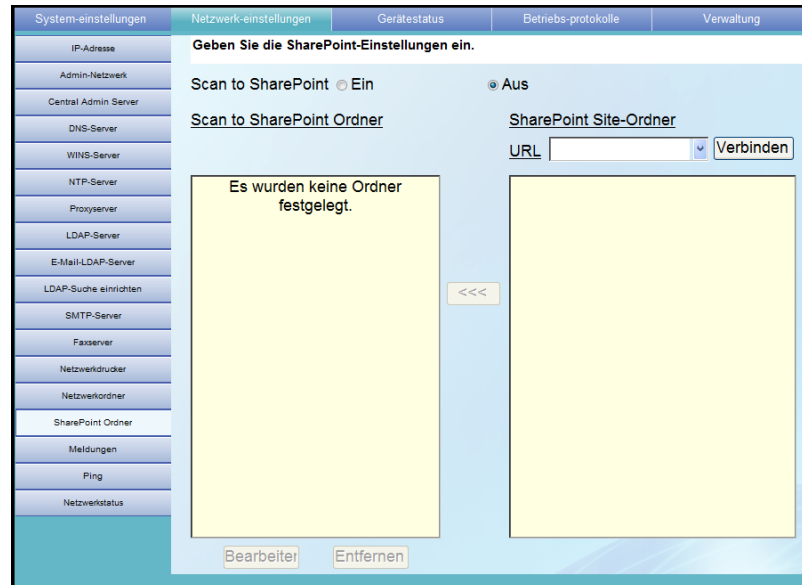 System-einstellungen
Netzwerk-einstellungen
Gerätestatus
Betriebs-protokolle
Verwaltung
IP-Adresse
Admin-Netzwerk
Central Admin Server
DNS-Server
WINS-Server
NTP-Server
Proxyserver
LDAP-Server
E-Mail-LDAP-Server
LDAP-Suche einrichten
SMTP-Server
Faxserver
Netzwerkdrucker
Netzwerkordner
SharePoint Ordner
Meldungen
Ping
Netzwerkstatus
Geben Sie die SharePoint-Einstellungen ein.
Scan to SharePoint Ein Aus
Scan to SharePoint Ordner
SharePoint Site-Ordner
URL Verbinden
Es wurden keine Ordner
festgelegt.
<<<
Bearbeiter Entfernen